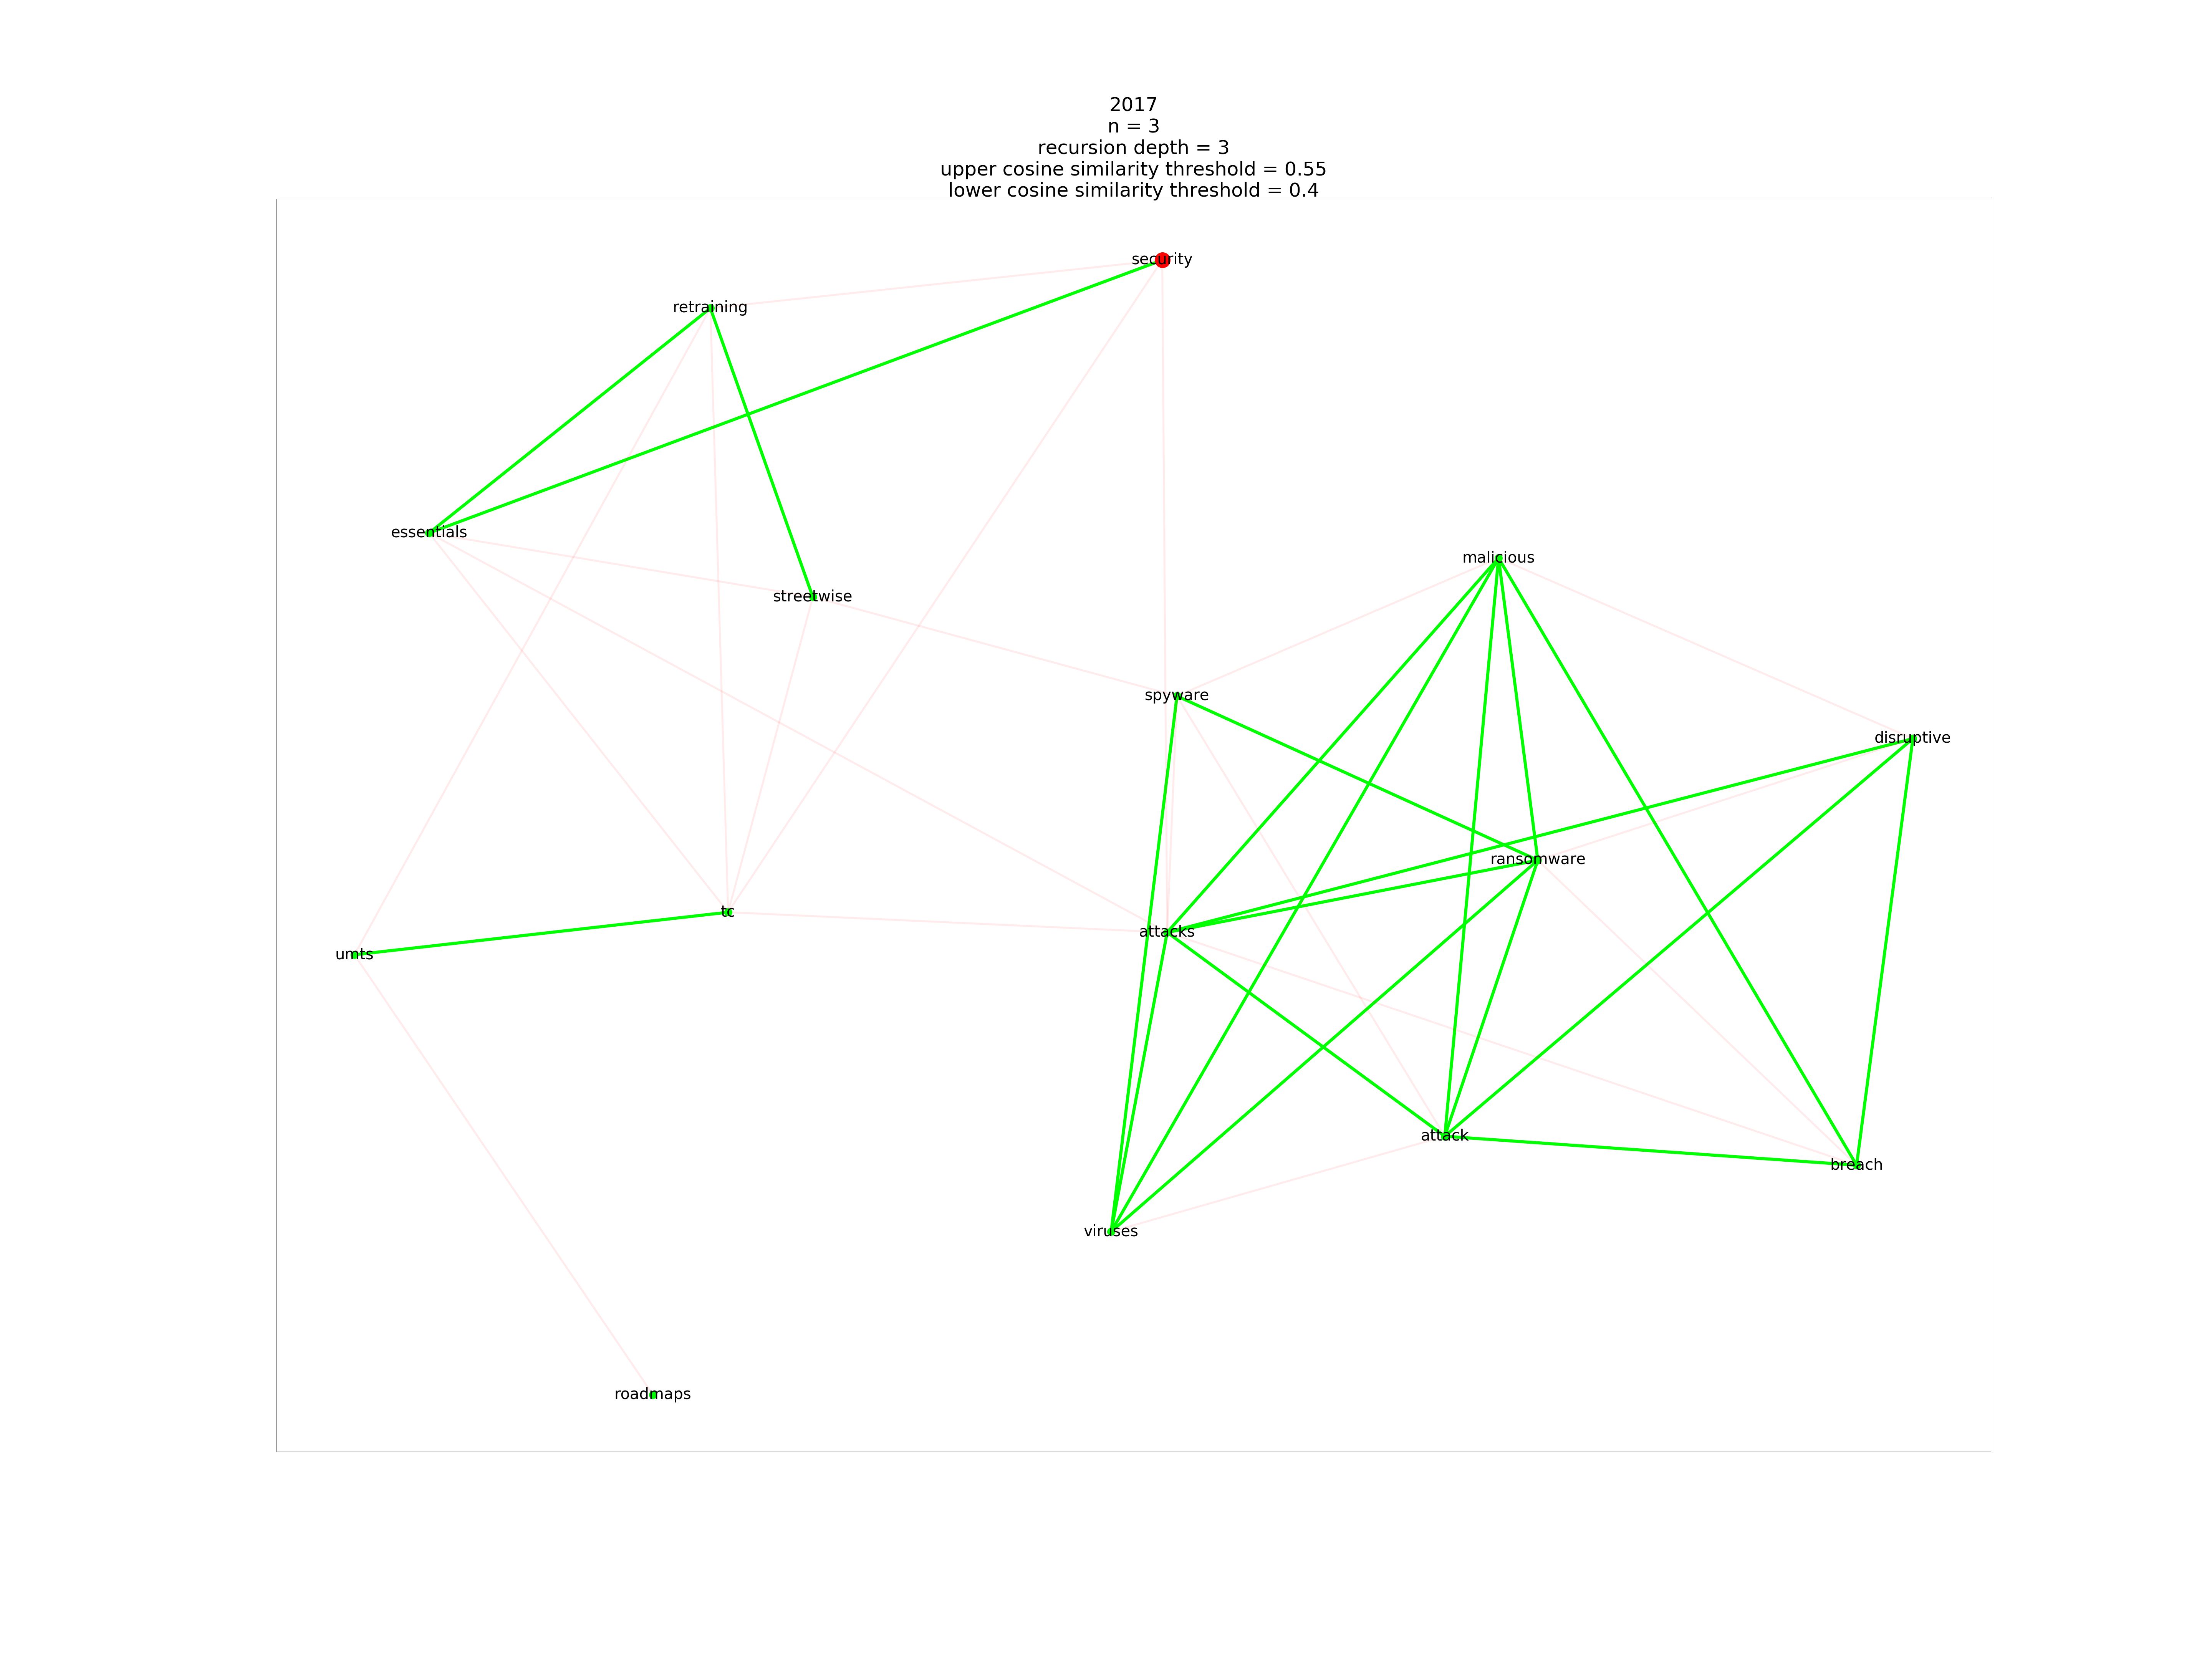 2017
n = 3
recursion depth = 3
upper cosine similarity threshold = 0.55
lower cosine similarity threshold = 0.4
security
retraining
essentials
malicious
streetwise
spyware
disruptive
ransomware
tc
attacks
umts
attack
breach
viruses
roadmaps